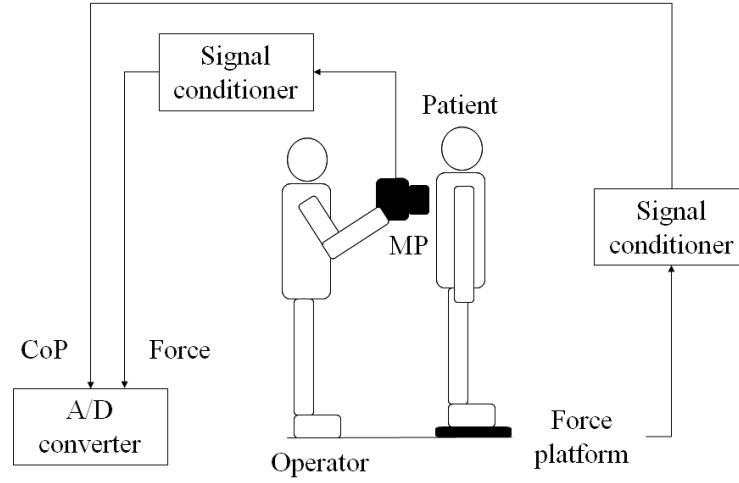 Signal
conditioner
Patient
Signal
conditioner
MP
CoP
Force
A/D
converter
Operator
Force
platform